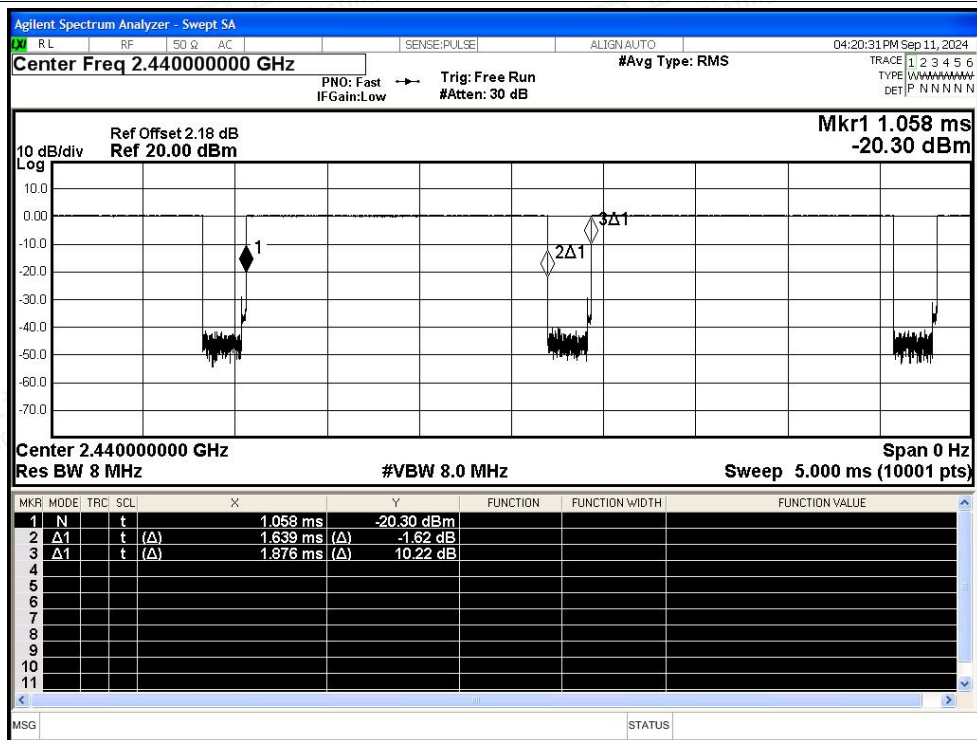 Agilent Spectrum Analyzer - Swept SA
LXI RL RF 50 Ω AC SENSE:PULSE ALIGN AUTO 04:20:31 PM Sep 11, 2024
Center Freq 2.440000000 GHz #Avg Type: RMS TRACE 1 2 3 4 5 6
PNO: Fast Trig: Free Run TYPE WWWWWW
IFGain:Low #Atten: 30 dB DET P N N N N N
Mkr1 1.058 ms
Ref Offset 2.18 dB
10 dB/div Ref 20.00 dBm -20.30 dBm
Log
10.0
0.00
3Δ1
-10.0
1
2Δ1
-20.0
-30.0
-40.0
-50.0
-60.0
-70.0
Center 2.440000000 GHz Span 0 Hz
Res BW 8 MHz #VBW 8.0 MHz Sweep 5.000 ms (10001 pts)
MKR MODE TRC SCL X Y FUNCTION FUNCTION WIDTH FUNCTION VALUE
1 N t 1.058 ms -20.30 dBm
2 Δ1 t (Δ) 1.639 ms (Δ) -1.62 dB
3 Δ1 t (Δ) 1.876 ms (Δ) 10.22 dB
4
5
6
7
8
9
10
11
MSG STATUS